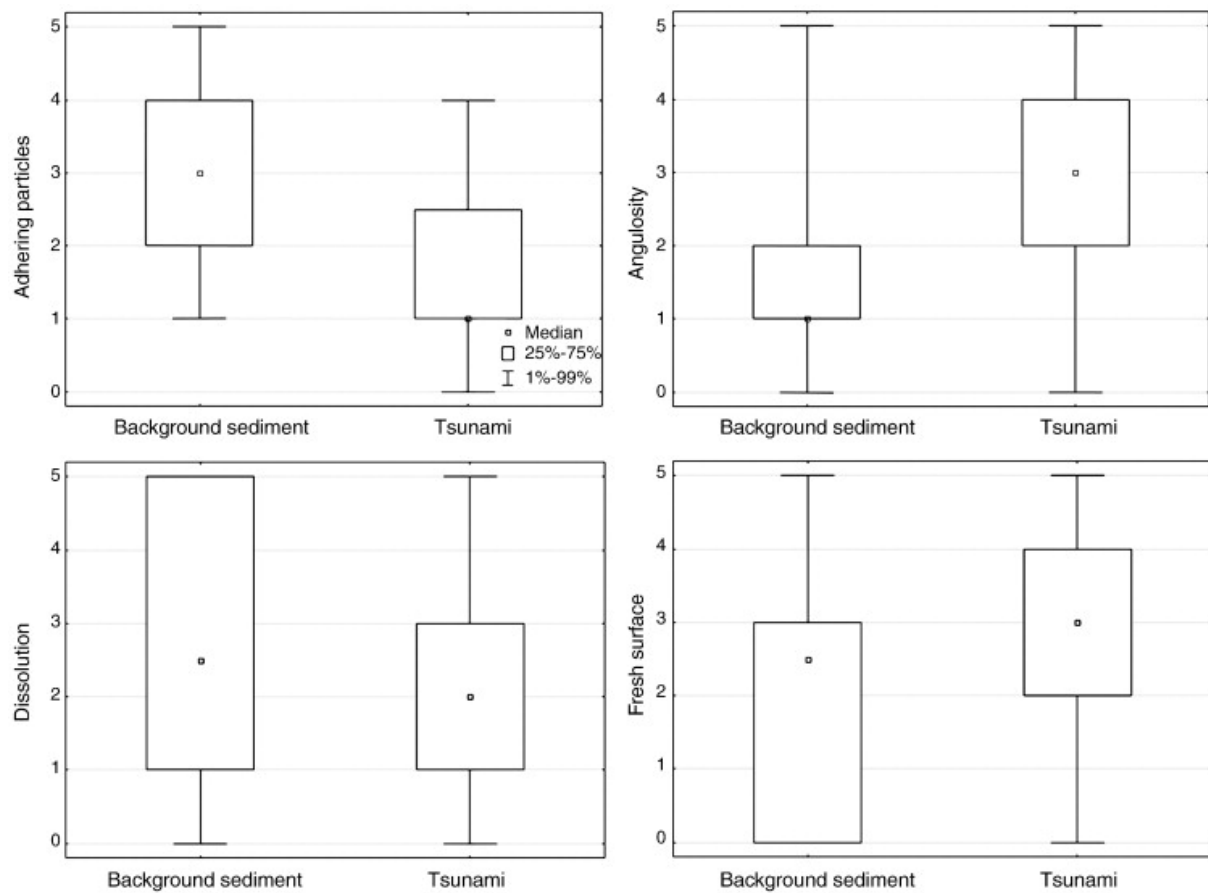 Adhering particles
5
4
3
2
1
0
Background sediment
Tsunami
Median
25%-75%
1%-99%
Angulosity
5
4
3
2
1
0
Background sediment
Tsunami
Dissolution
5
4
3
2
1
0
Background sediment
Tsunami
Fresh surface
5
4
3
2
1
0
Background sediment
Tsunami